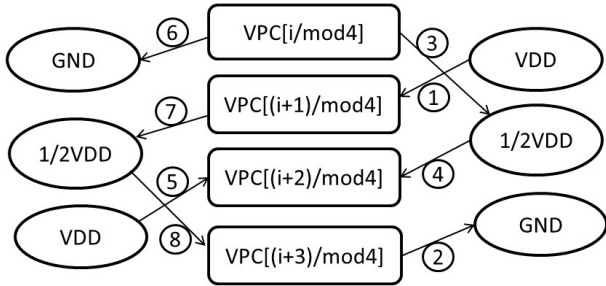 6
VPC[i/mod4]
3
GND
VDD
7
VPC[(i+1)/mod4]
1
1/2VDD
5
VPC[(i+2)/mod4]
4
1/2VDD
VDD
8
VPC[(i+3)/mod4]
2
GND